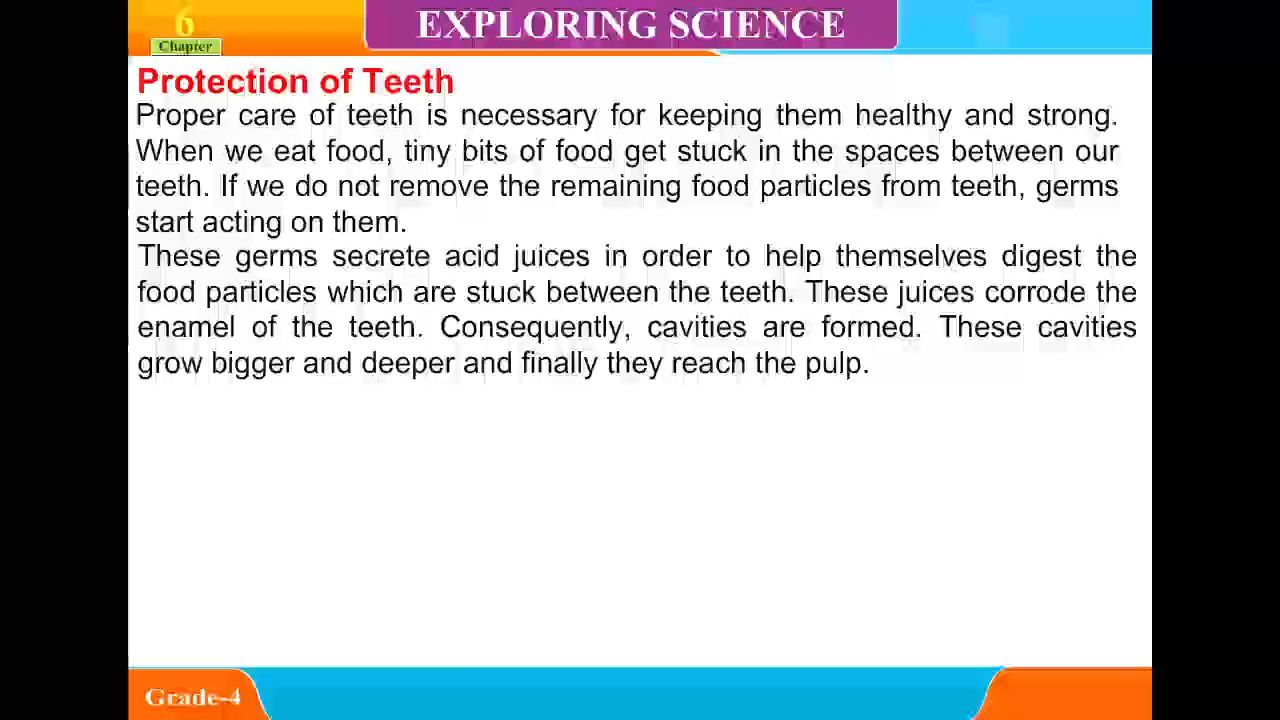 6
Chapter
EXPLORING SCIENCE
Protection of Teeth
Proper care of teeth is necessary for keeping them healthy and strong.
When we eat food, tiny bits of food get stuck in the spaces between our
teeth. If we do not remove the remaining food particles from teeth, germs
start acting on them.
These germs secrete acid juices in order to help themselves digest the
food particles which are stuck between the teeth. These juices corrode the
enamel of the teeth. Consequently, cavities are formed. These cavities
grow bigger and deeper and finally they reach the pulp.
Grade-4